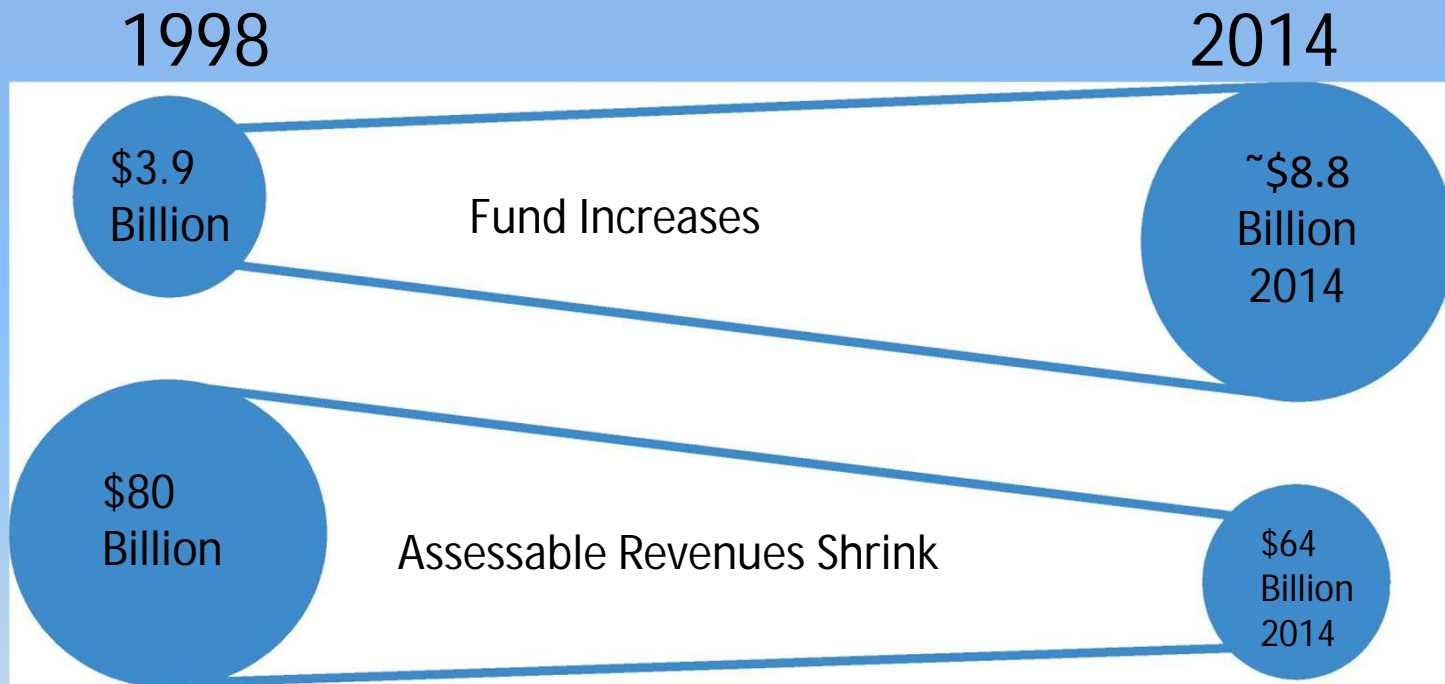 1998
2014
$3.9
Billion
Fund Increases
~$8.8
Billion
2014
$80
Billion
Assessable Revenues Shrink
$64
Billion
2014